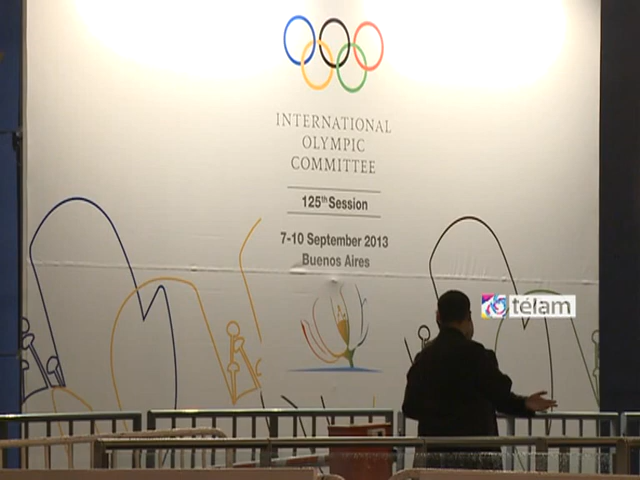 INTERNATIONAL
OLYMPIC
COMMITTEE
125th Session
7-10 September 2013
Buenos Aires
télam